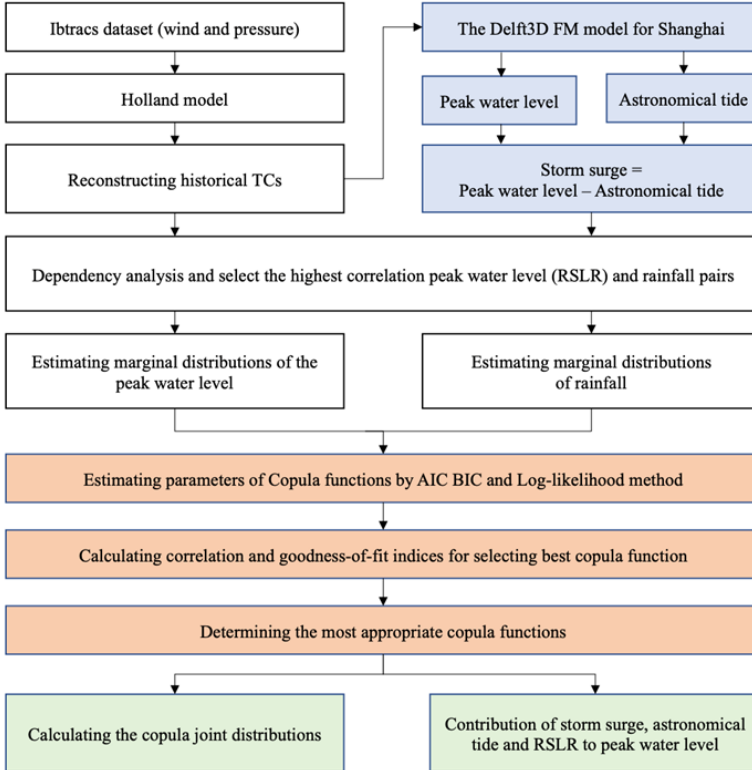 Ibtracs dataset (wind and pressure)
The Delft3D FM model for Shanghai
Holland model
Peak water level
Astronomical tide
Reconstructing historical TCs
Storm surge =
Peak water level – Astronomical tide
Dependency analysis and select the highest correlation peak water level (RSLR) and rainfall pairs
Estimating marginal distributions of the
peak water level
Estimating marginal distributions
of rainfall
Estimating parameters of Copula functions by AIC BIC and Log-likelihood method
Calculating correlation and goodness-of-fit indices for selecting best copula function
Determining the most appropriate copula functions
Calculating the copula joint distributions
Contribution of storm surge, astronomical
tide and RSLR to peak water level